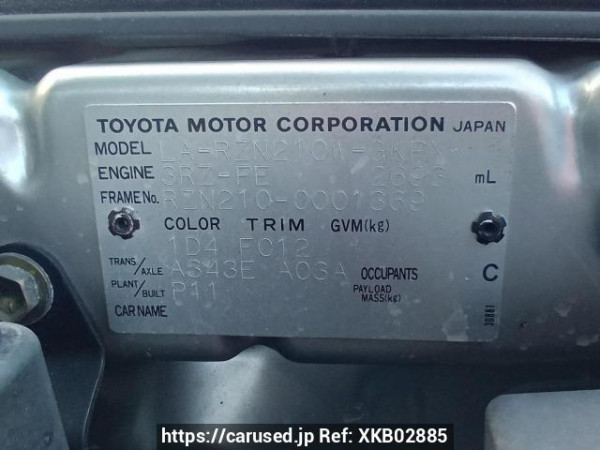 TOYOTA MOTOR CORPORATION JAPAN
MODEL LA-RZN210W-GKPX
ENGINE 3RZ-FE 2693 mL
FRAME No. RZN210-0001369
COLOR TRIM GVM(kg)
1D4 FC12
TRANS/AXLE A343E A03A OCCUPANTS C
PLANT/BUILT P11 PAYLOAD MASS(kg)
CAR NAME
https://carused.jp Ref: XKB02885